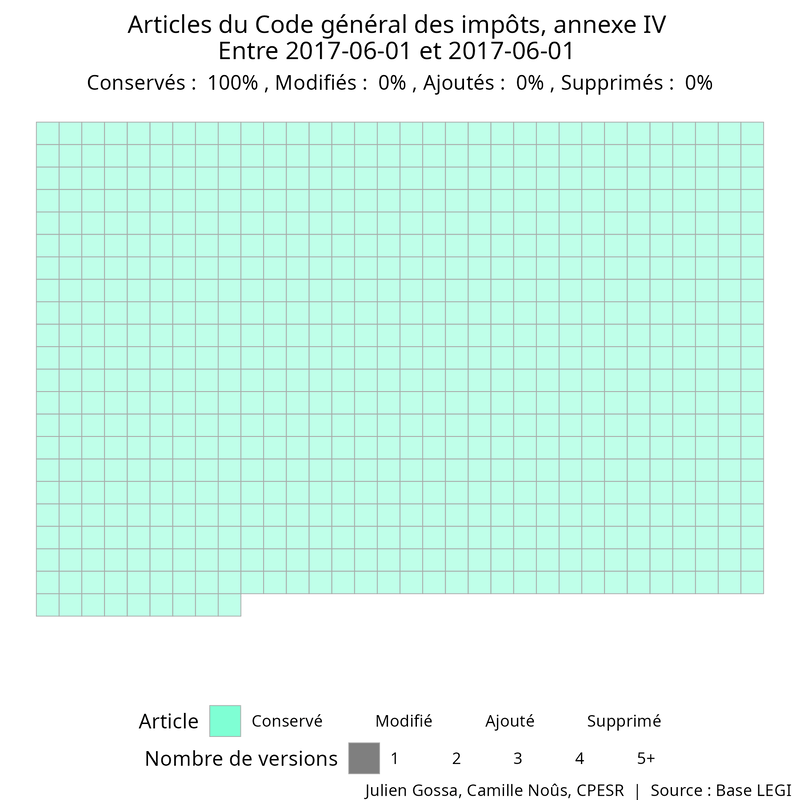 Articles du Code général des impôts, annexe IV
Entre 2017-06-01 et 2017-06-01
Conservés :  100% , Modifiés :  0% , Ajoutés :  0% , Supprimés :  0%
Article Conservé Modifié Ajouté Supprimé
Nombre de versions 1 2 3 4 5+
Julien Gossa, Camille Noûs, CPESR  |  Source : Base LEGI